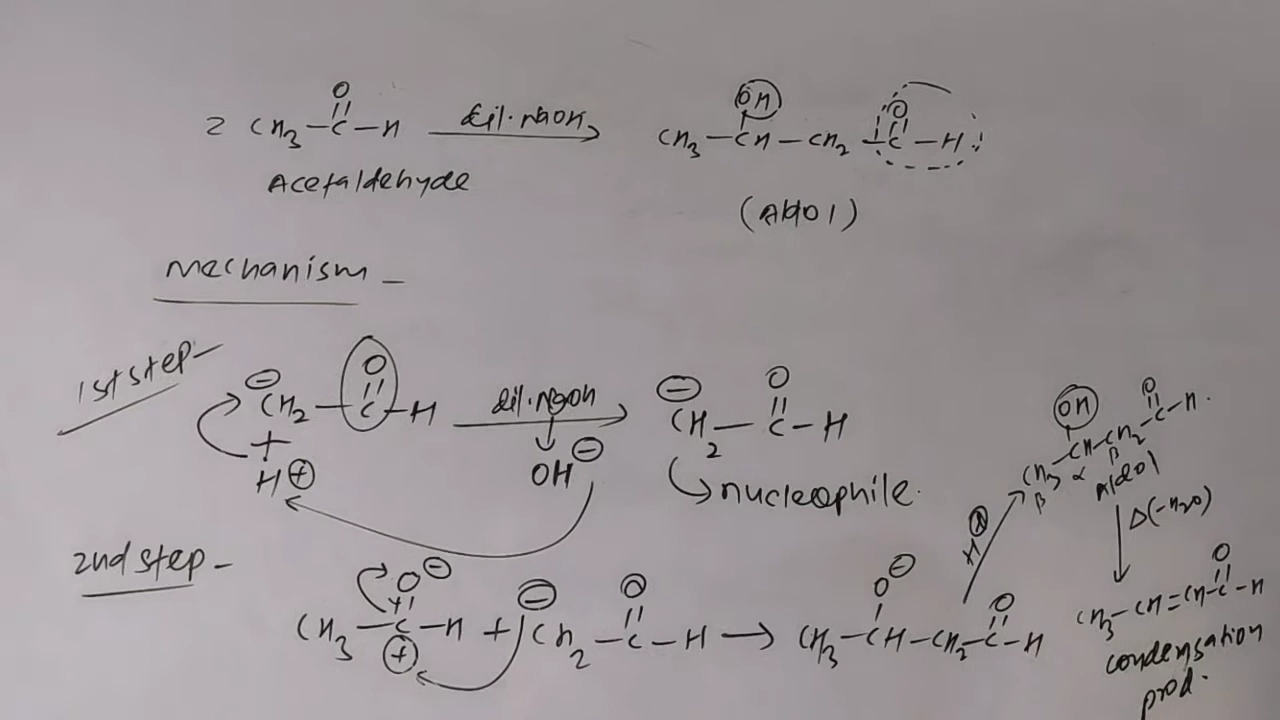 O OH O
2 CH3 – C – H dil. NaOH CH3 – CH – CH2 – C – H
Acetaldehyde
(Aldol)
Mechanism –
1st step –
⊖ O ⊖ O
CH2 – C – H dil. NaOH CH2 – C – H
+ OH ⊖
H ⊕ nucleophile.
OH O
CH3 – CH – CH2 – C – H.
β α β
Aldol
Δ(-H2O)
H ⊕
2nd step –
O ⊖ ⊖ O O ⊖ O
CH3 – C – H + CH2 – C – H → CH3 – CH – CH2 – C – H
⊕
O
CH3 – CH = CH – C – H
condensation
prod.